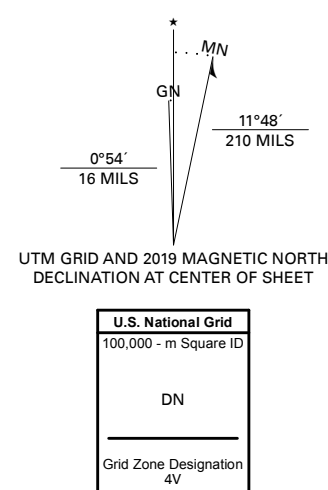 ★
MN
GN
11°48´
210 MILS
0°54´
16 MILS
UTM GRID AND 2019 MAGNETIC NORTH
DECLINATION AT CENTER OF SHEET
U.S. National Grid
100,000 - m Square ID
DN
Grid Zone Designation
4V